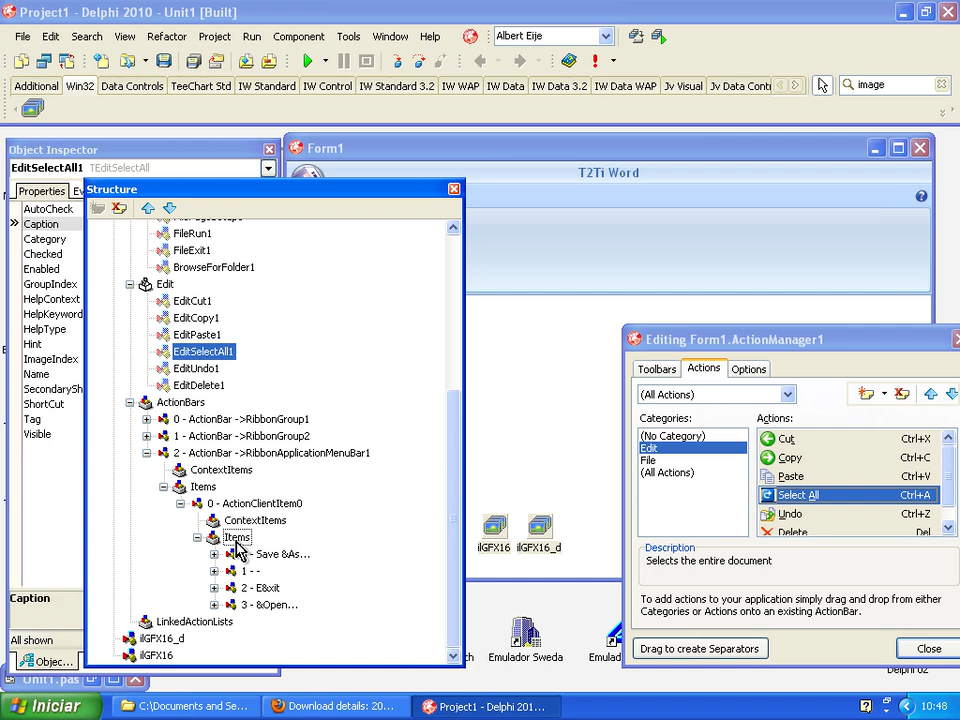 Project1 - Delphi 2010 - Unit1 [Built]
File Edit Search View Refactor Project Run Component Tools Window Help Albert Eije
Additional Win32 Data Controls TeeChart Std IW Standard IW Control IW Standard 3.2 IW WAP IW Data IW Data 3.2 IW Data WAP Jv Visual Jv Data Conti image
Object Inspector
EditSelectAll1 TEditSelectAll
Properties Ev
AutoCheck
Caption
Category
Checked
Enabled
GroupIndex
HelpContext
HelpKeyword
HelpType
Hint
ImageIndex
Name
SecondarySh
ShortCut
Tag
Visible
Caption
All shown
Objec...
Unit1.pas
Structure
FileRun1
FileExit1
BrowseForFolder1
Edit
EditCut1
EditCopy1
EditPaste1
EditSelectAll1
EditUndo1
EditDelete1
ActionBars
0 - ActionBar ->RibbonGroup1
1 - ActionBar ->RibbonGroup2
2 - ActionBar ->RibbonApplicationMenuBar1
ContextItems
Items
0 - ActionClientItem0
ContextItems
Items
- Save &As...
1 - -
2 - E&xit
3 - &Open...
LinkedActionLists
ilGFX16_d
ilGFX16
Form1
T2Ti Word
ilGFX16 ilGFX16_d
Emulador Sweda
Delphi 02
Editing Form1.ActionManager1
Toolbars Actions Options
(All Actions)
Categories: Actions:
(No Category)
Edit
File
(All Actions)
Cut Ctrl+X
Copy Ctrl+C
Paste Ctrl+V
Select All Ctrl+A
Undo Ctrl+Z
Delete Del
Description
Selects the entire document
To add actions to your application simply drag and drop from either
Categories or Actions onto an existing ActionBar.
Drag to create Separators Close
Iniciar C:\Documents and Se... Download details: 20... Project1 - Delphi 201... 10:48